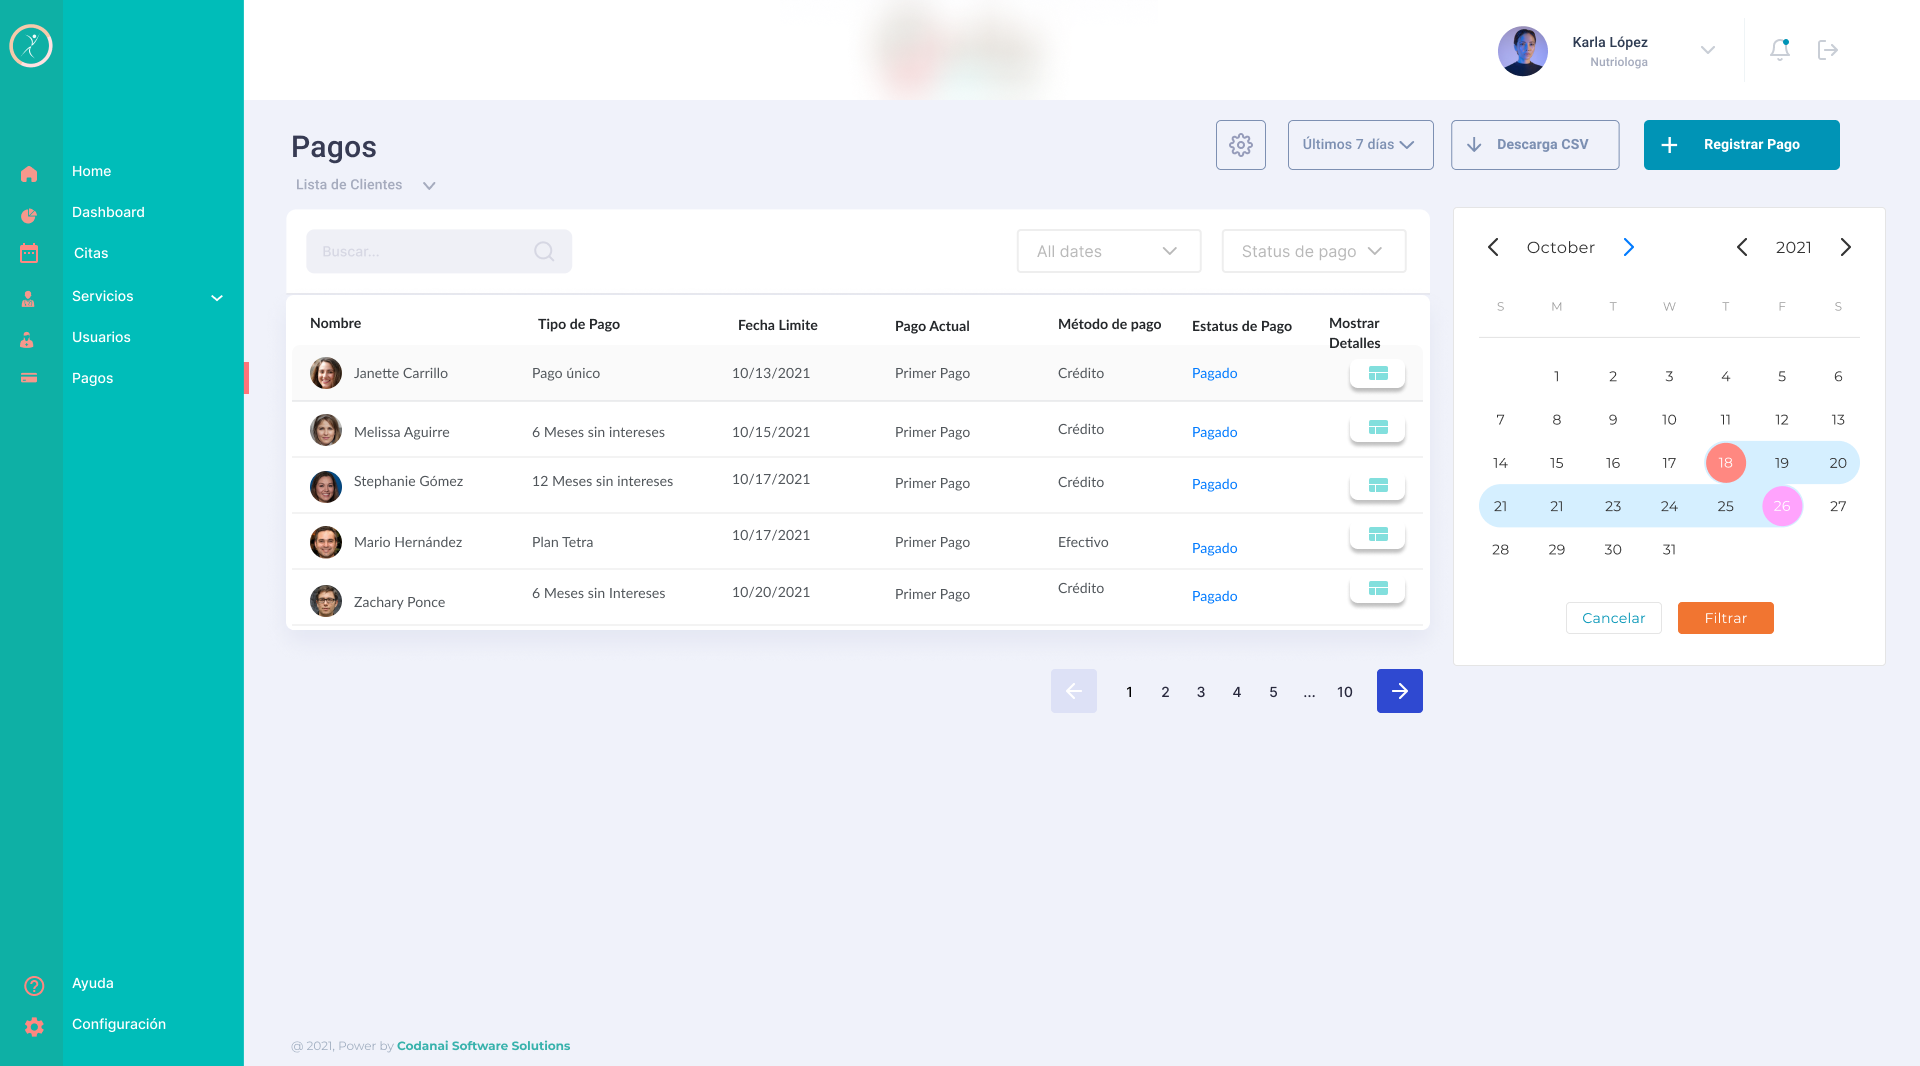 Karla López
Nutriologa
Home
Dashboard
Citas
Servicios
Usuarios
Pagos
Ayuda
Configuración
Pagos
Lista de Clientes
Últimos 7 días
Descarga CSV
Registrar Pago
Buscar...
All dates
Status de pago
Nombre Tipo de Pago Fecha Limite Pago Actual Método de pago Estatus de Pago Mostrar Detalles
Janette Carrillo Pago único 10/13/2021 Primer Pago Crédito Pagado
Melissa Aguirre 6 Meses sin intereses 10/15/2021 Primer Pago Crédito Pagado
Stephanie Gómez 12 Meses sin intereses 10/17/2021 Primer Pago Crédito Pagado
Mario Hernández Plan Tetra 10/17/2021 Primer Pago Efectivo Pagado
Zachary Ponce 6 Meses sin Intereses 10/20/2021 Primer Pago Crédito Pagado
1 2 3 4 5 ... 10
October 2021
S M T W T F S
1 2 3 4 5 6
7 8 9 10 11 12 13
14 15 16 17 18 19 20
21 21 23 24 25 26 27
28 29 30 31
Cancelar Filtrar
@ 2021, Power by Codanai Software Solutions